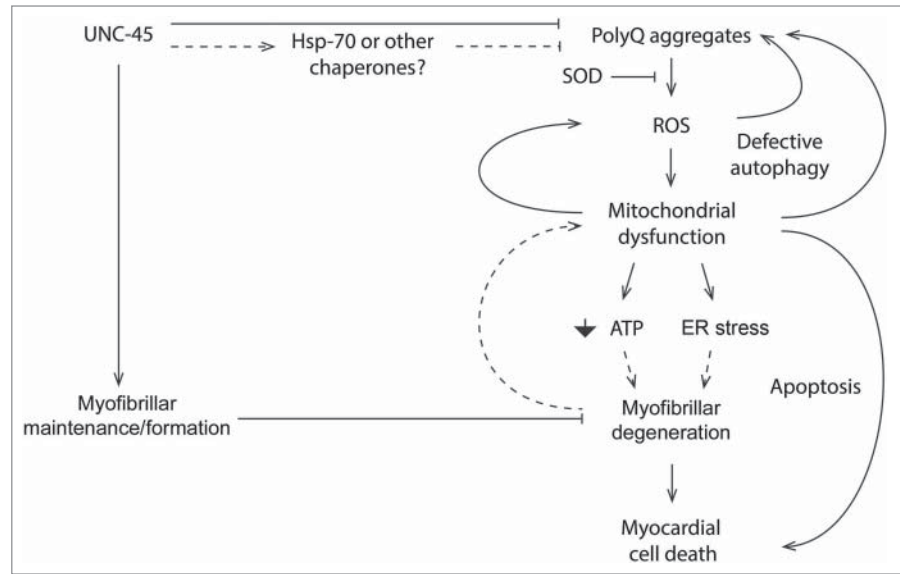 UNC-45
Hsp-70 or other
chaperones?
PolyQ aggregates
SOD
ROS
Defective
autophagy
Mitochondrial
dysfunction
ATP
ER stress
Apoptosis
Myofibrillar
maintenance/formation
Myofibrillar
degeneration
Myocardial
cell death